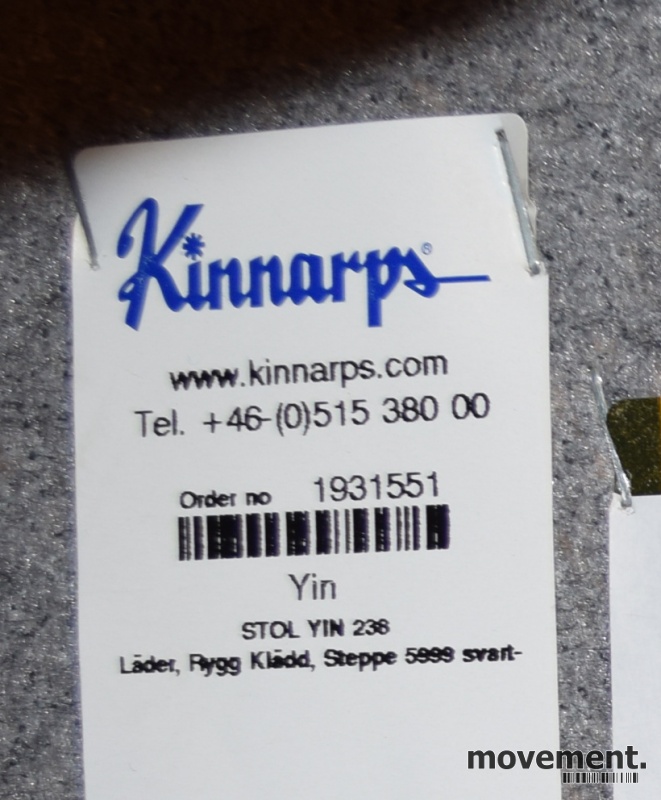 Kinnarps®
www.kinnarps.com
Tel. +46-(0)515 380 00
Order no 1931551
Yin
STOL YIN 238
Läder, Rygg Klädd, Steppe 5999 svart-
movement.